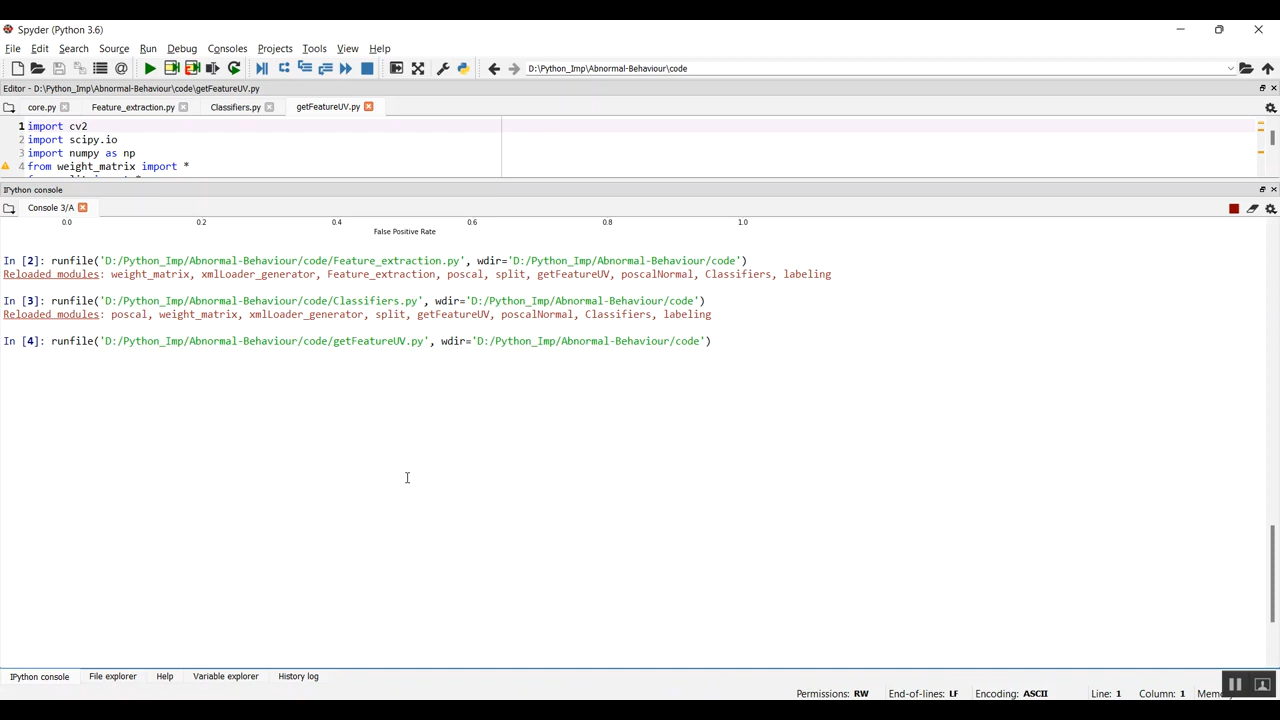 Spyder (Python 3.6)
File Edit Search Source Run Debug Consoles Projects Tools View Help
D:\Python_Imp\Abnormal-Behaviour\code
Editor - D:\Python_Imp\Abnormal-Behaviour\code\getFeatureUV.py
core.py Feature_extraction.py Classifiers.py getFeatureUV.py
1 import cv2
2 import scipy.io
3 import numpy as np
4 from weight_matrix import *
IPython console
Console 3/A
0.0 0.2 0.4 0.6 0.8 1.0
False Positive Rate
In [2]: runfile('D:/Python_Imp/Abnormal-Behaviour/code/Feature_extraction.py', wdir='D:/Python_Imp/Abnormal-Behaviour/code')
Reloaded modules: weight_matrix, xmlLoader_generator, Feature_extraction, poscal, split, getFeatureUV, poscalNormal, Classifiers, labeling
In [3]: runfile('D:/Python_Imp/Abnormal-Behaviour/code/Classifiers.py', wdir='D:/Python_Imp/Abnormal-Behaviour/code')
Reloaded modules: poscal, weight_matrix, xmlLoader_generator, split, getFeatureUV, poscalNormal, Classifiers, labeling
In [4]: runfile('D:/Python_Imp/Abnormal-Behaviour/code/getFeatureUV.py', wdir='D:/Python_Imp/Abnormal-Behaviour/code')
IPython console File explorer Help Variable explorer History log
Permissions: RW End-of-lines: LF Encoding: ASCII Line: 1 Column: 1